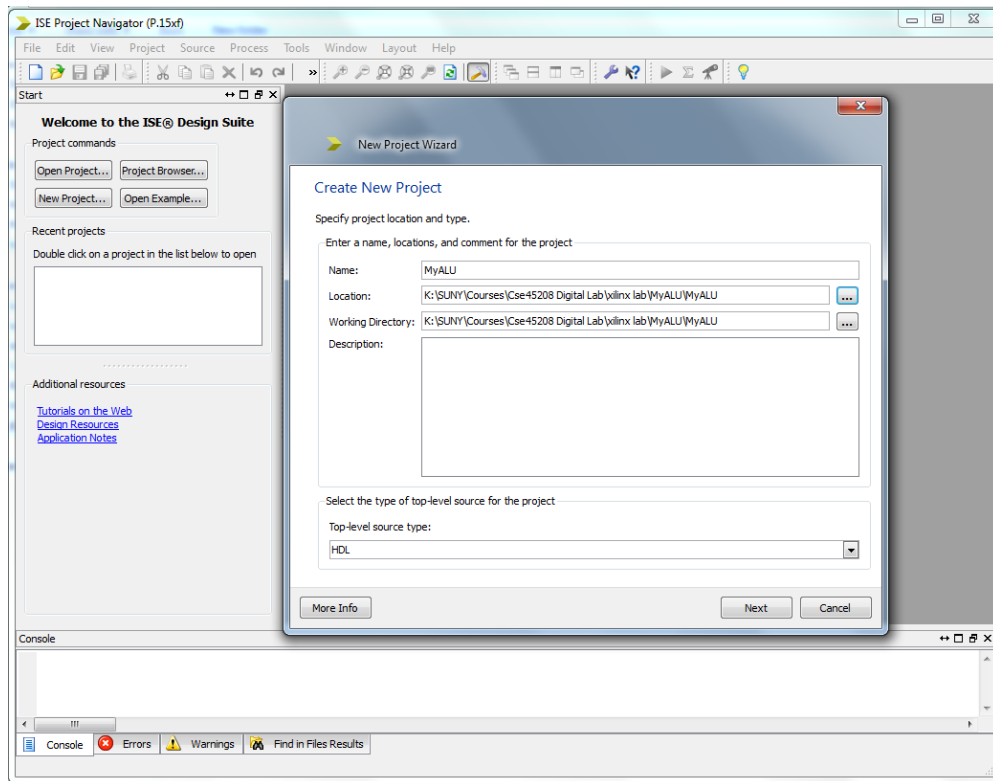 ISE Project Navigator (P.15xf)
File Edit View Project Source Process Tools Window Layout Help
Start
Welcome to the ISE® Design Suite
Project commands
Open Project... Project Browser...
New Project... Open Example...
Recent projects
Double click on a project in the list below to open
Additional resources
Tutorials on the Web
Design Resources
Application Notes
New Project Wizard
Create New Project
Specify project location and type.
Enter a name, locations, and comment for the project
Name: MyALU
Location: K:\SUNY\Courses\Cse45208 Digital Lab\xilinx lab\MyALU\MyALU ...
Working Directory: K:\SUNY\Courses\Cse45208 Digital Lab\xilinx lab\MyALU\MyALU ...
Description:
Select the type of top-level source for the project
Top-level source type:
HDL
More Info Next Cancel
Console
Console Errors Warnings Find in Files Results